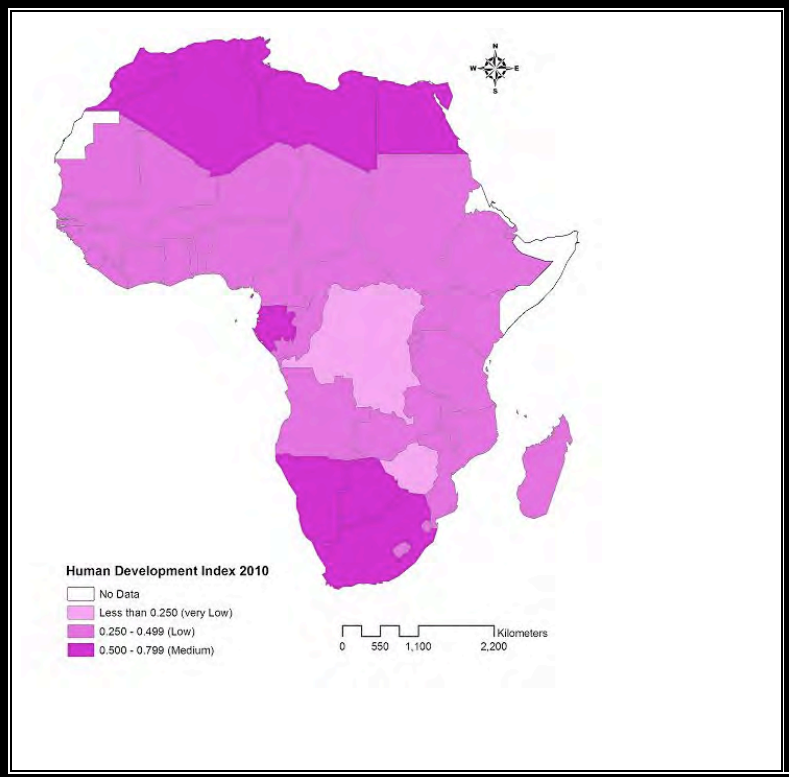 N
W E
S
Human Development Index 2010
No Data
Less than 0.250 (very Low)
0.250 - 0.499 (Low)
0.500 - 0.799 (Medium)
Kilometers
0 550 1,100 2,200